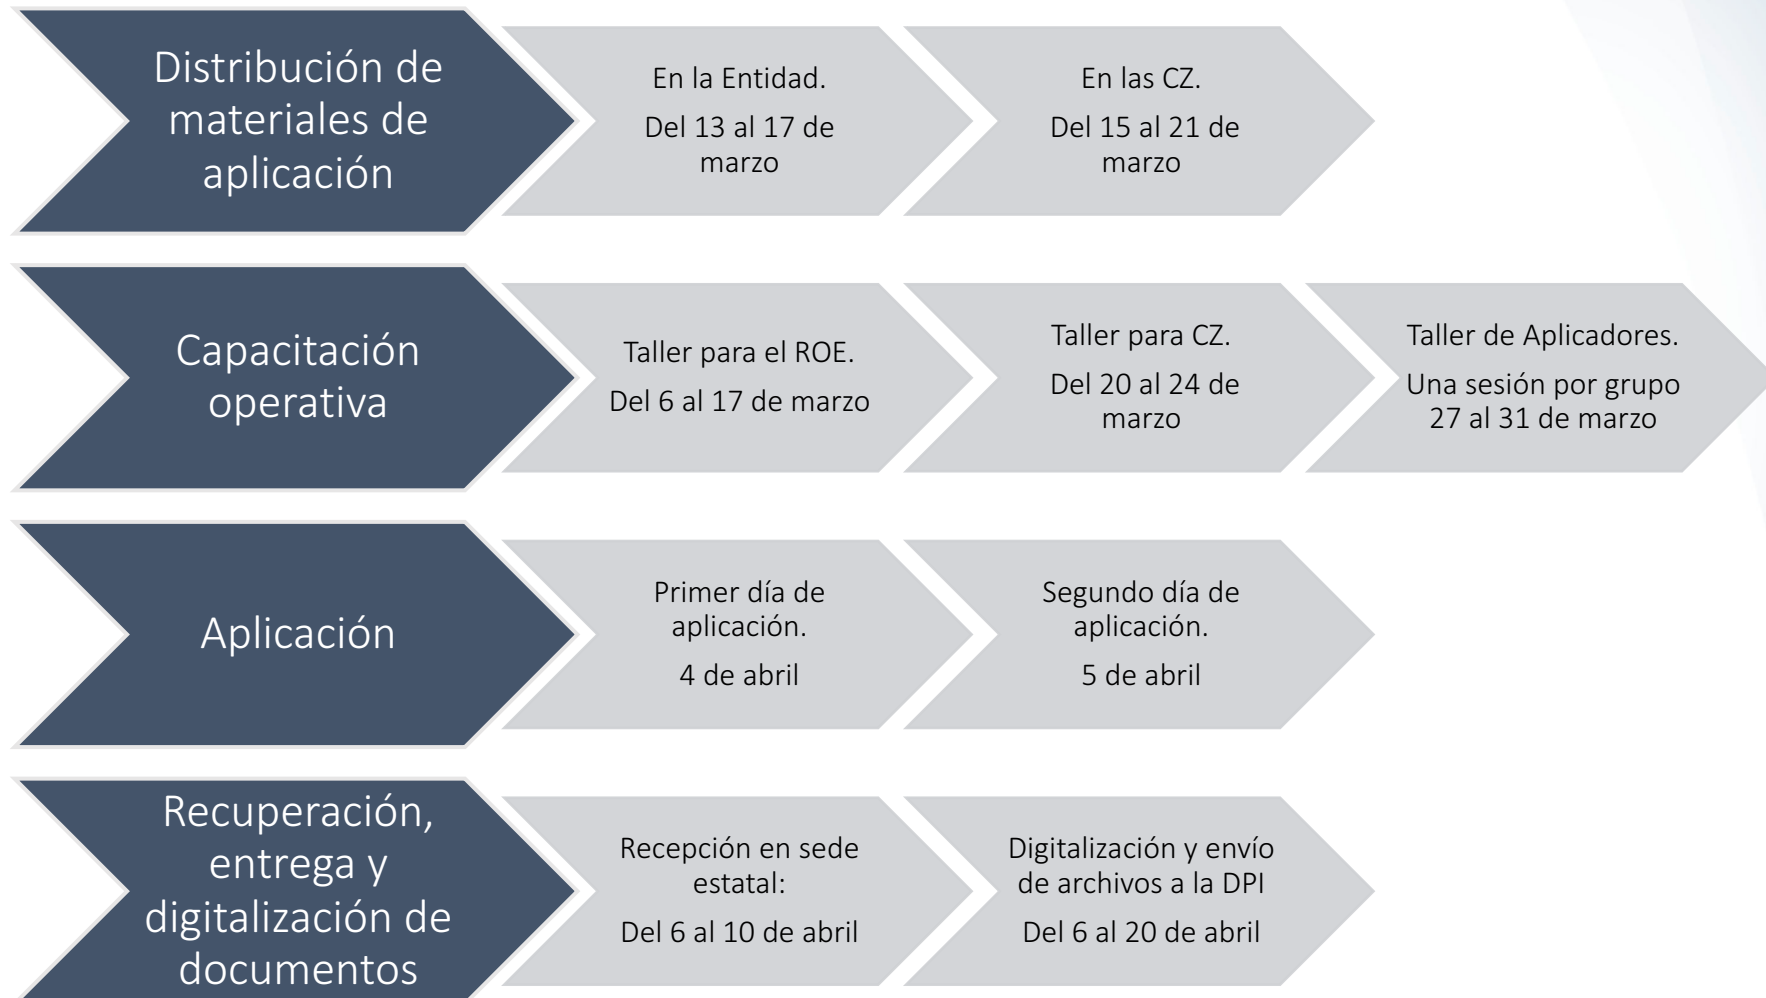 Distribución de
materiales de
aplicación
En la Entidad.
Del 13 al 17 de
marzo
En las CZ.
Del 15 al 21 de
marzo
Capacitación
operativa
Taller para el ROE.
Del 6 al 17 de marzo
Taller para CZ.
Del 20 al 24 de
marzo
Taller de Aplicadores.
Una sesión por grupo
27 al 31 de marzo
Aplicación
Primer día de
aplicación.
4 de abril
Segundo día de
aplicación.
5 de abril
Recuperación,
entrega y
digitalización de
documentos
Recepción en sede
estatal:
Del 6 al 10 de abril
Digitalización y envío
de archivos a la DPI
Del 6 al 20 de abril